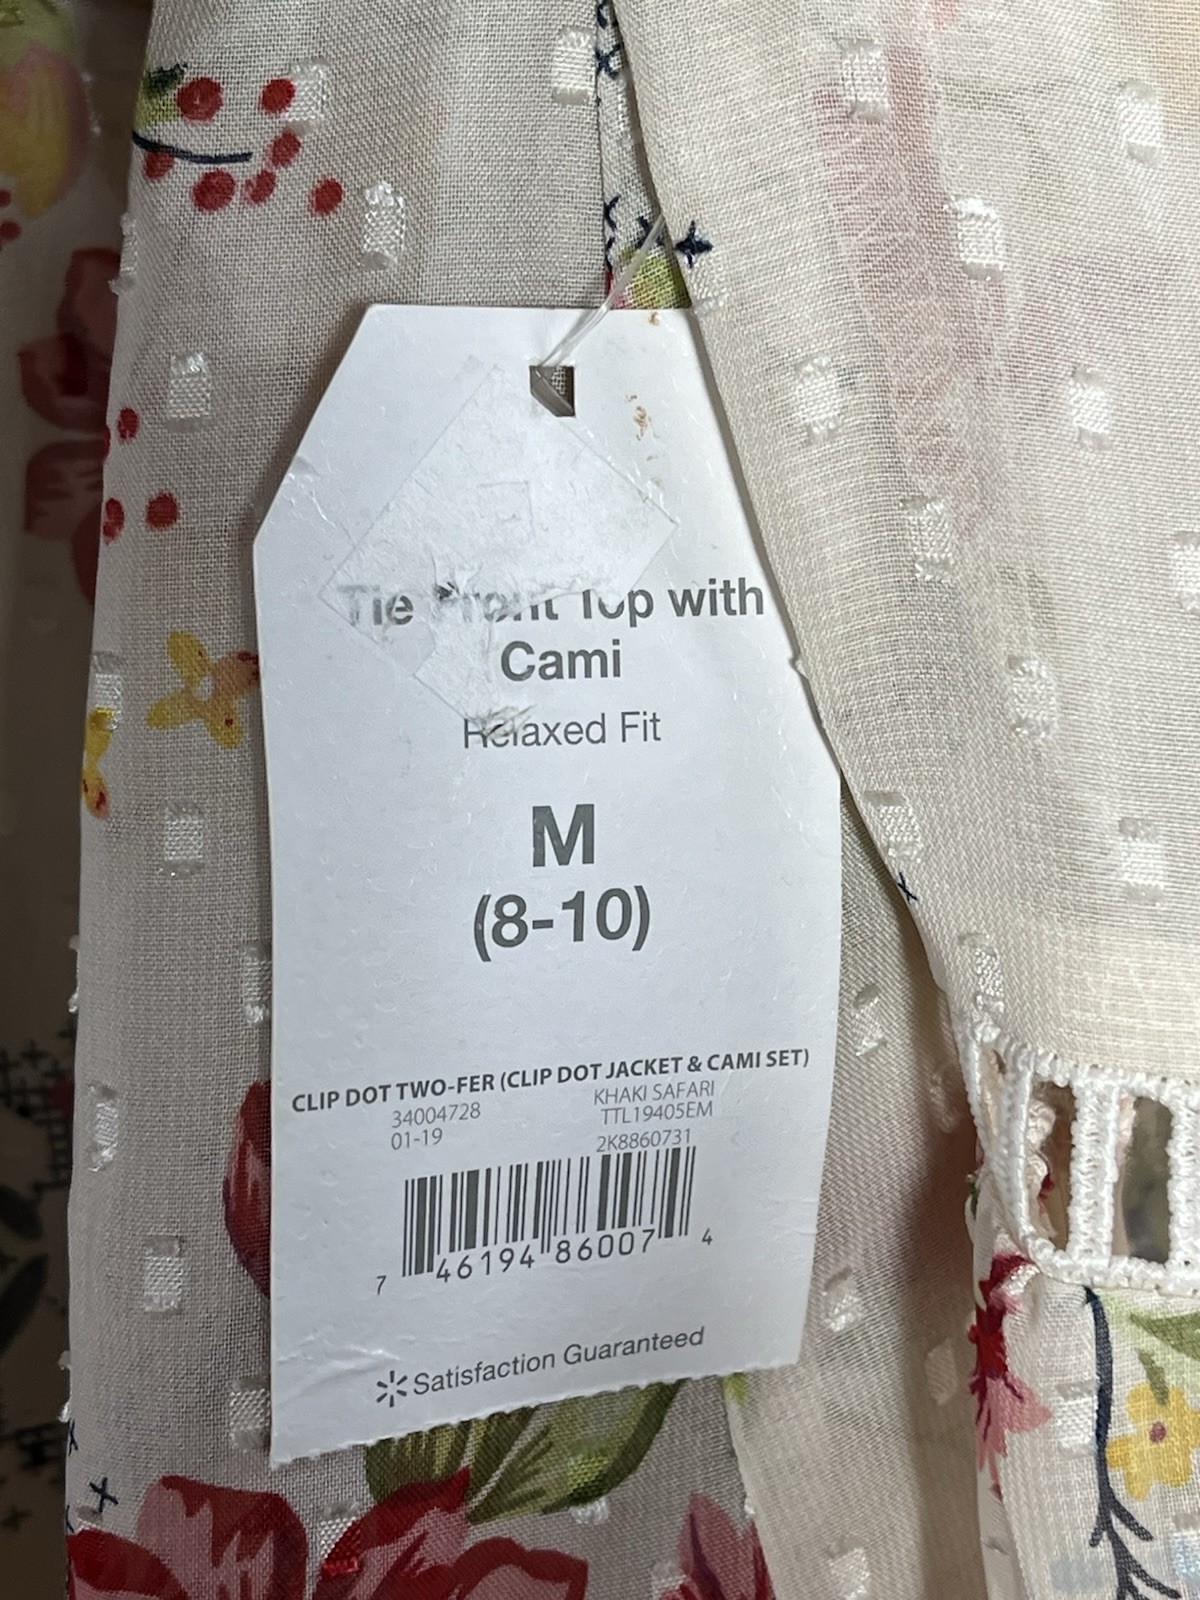 Tie Front Top with
Cami
Relaxed Fit
M
(8-10)
CLIP DOT TWO-FER (CLIP DOT JACKET & CAMI SET)
34004728 KHAKI SAFARI
01-19 TTL19405EM
2K8860731
7 46194 86007 4
Satisfaction Guaranteed